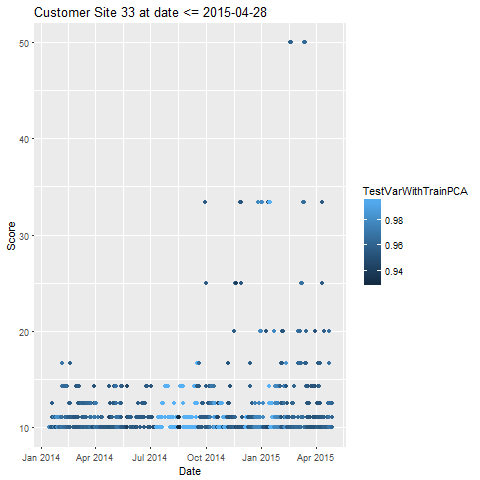 Customer Site 33 at date <= 2015-04-28
50
40
30
20
10
Score
Jan 2014 Apr 2014 Jul 2014 Oct 2014 Jan 2015 Apr 2015
Date
TestVarWithTrainPCA
0.98
0.96
0.94